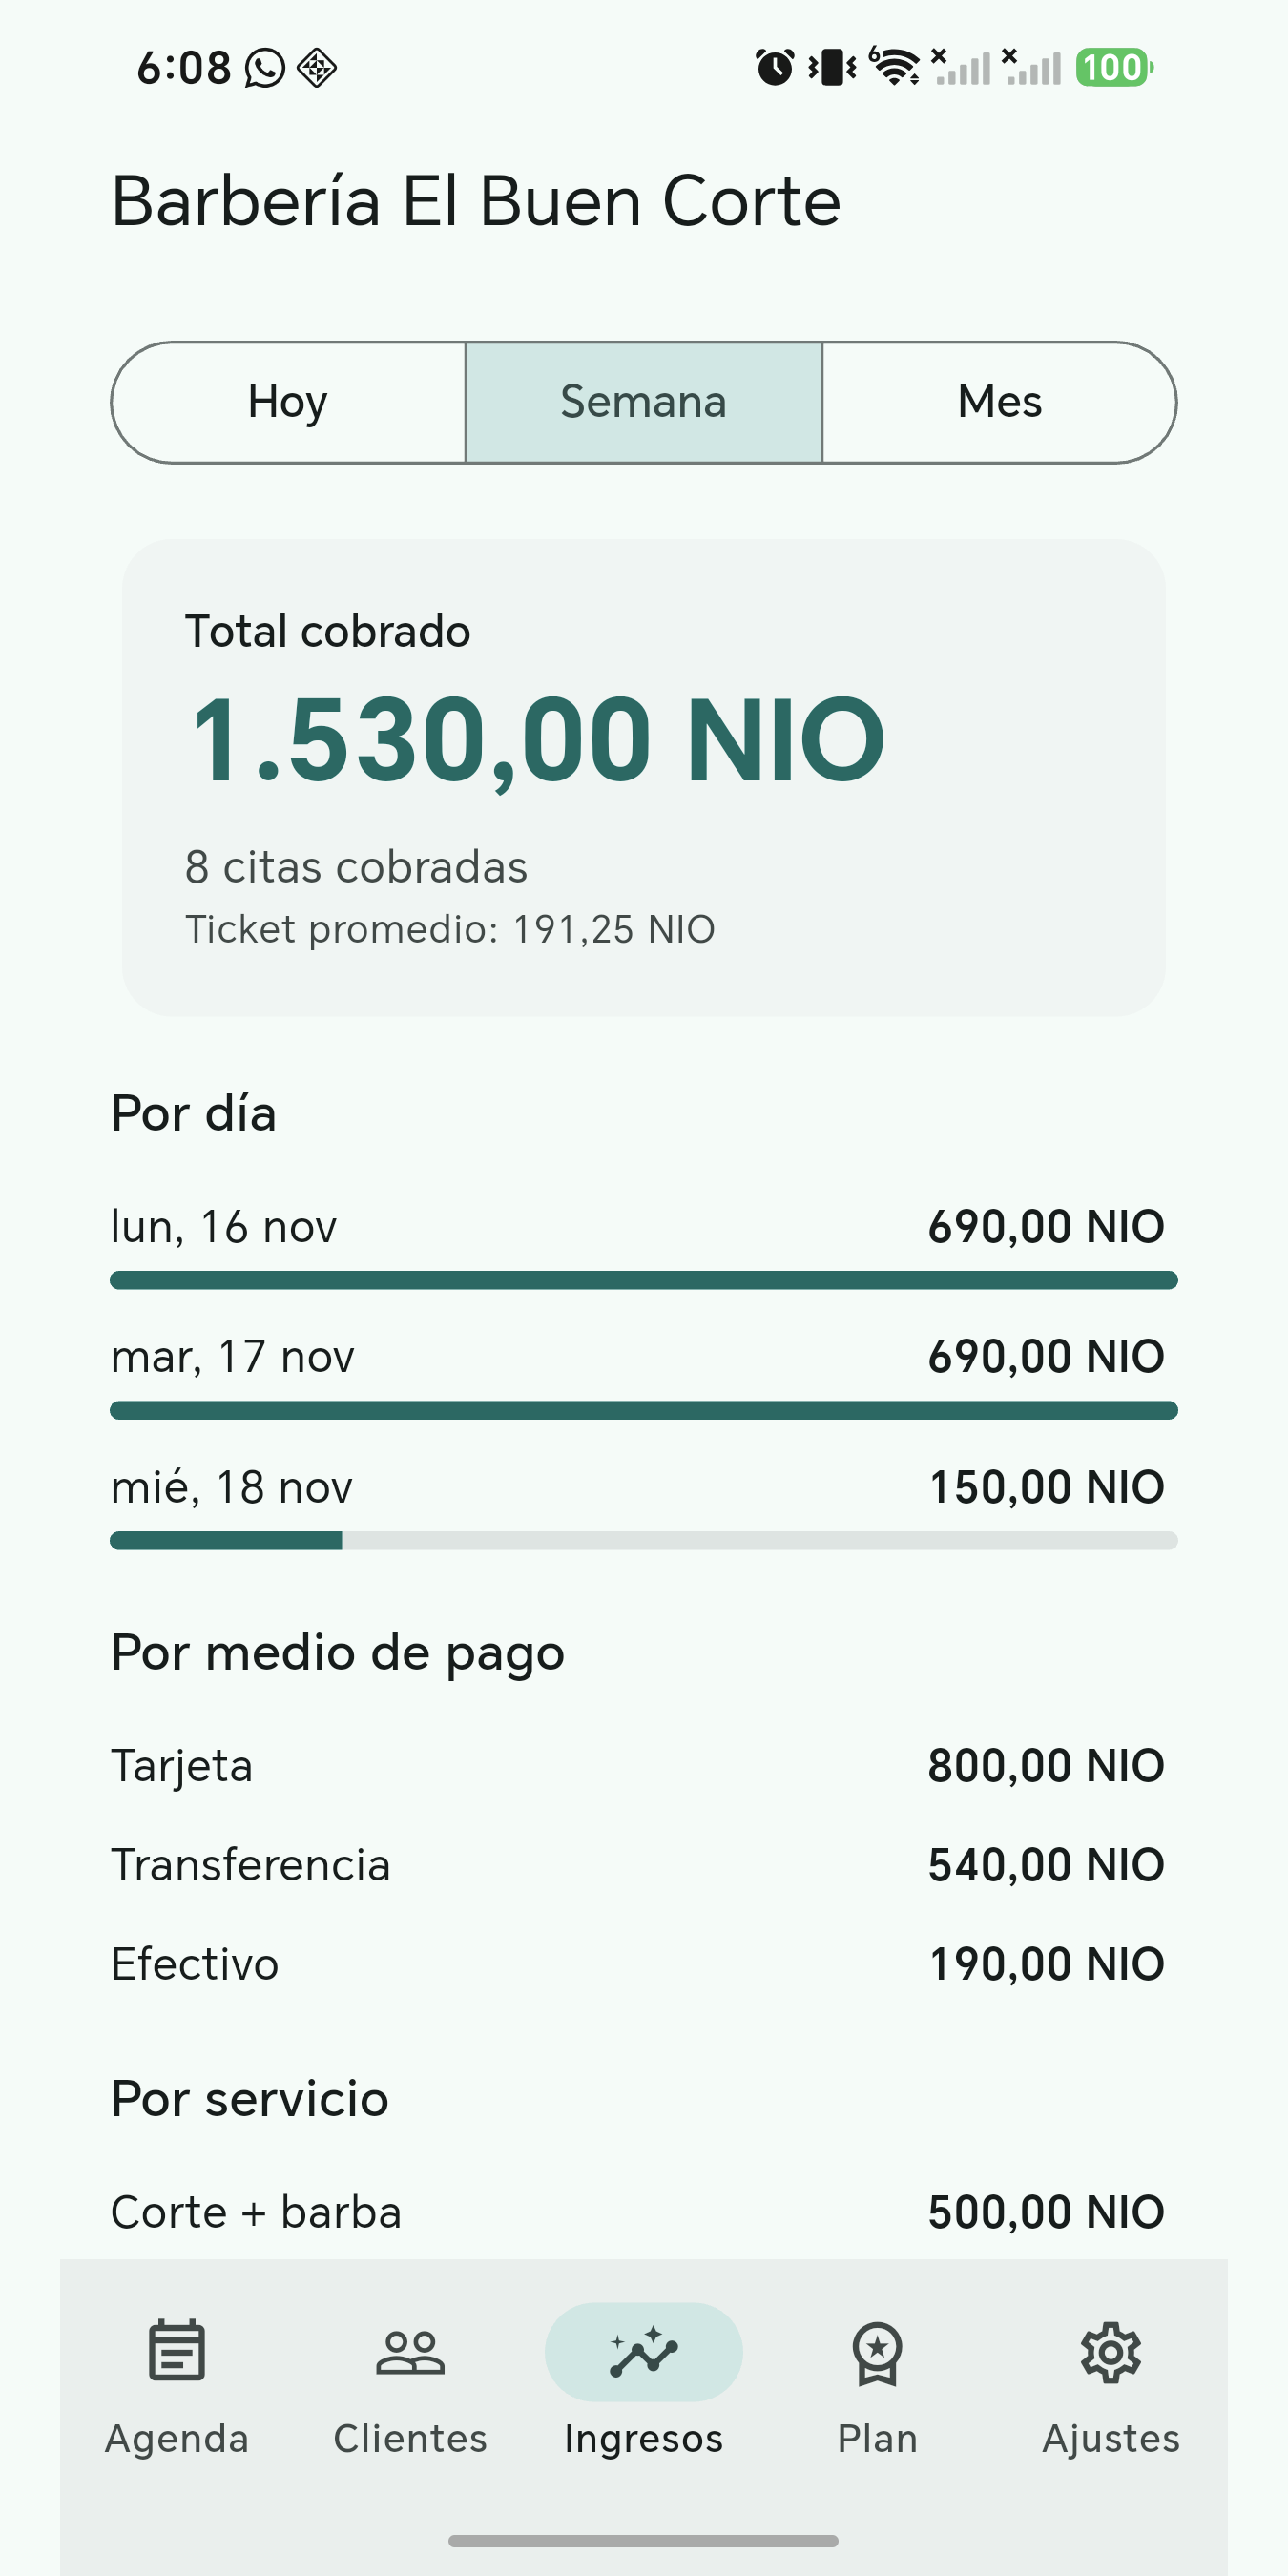 6:08
6
100
Barbería El Buen Corte
Hoy Semana Mes
Total cobrado
1.530,00 NIO
8 citas cobradas
Ticket promedio: 191,25 NIO
Por día
lun, 16 nov 690,00 NIO
mar, 17 nov 690,00 NIO
mié, 18 nov 150,00 NIO
Por medio de pago
Tarjeta 800,00 NIO
Transferencia 540,00 NIO
Efectivo 190,00 NIO
Por servicio
Corte + barba 500,00 NIO
Agenda Clientes Ingresos Plan Ajustes